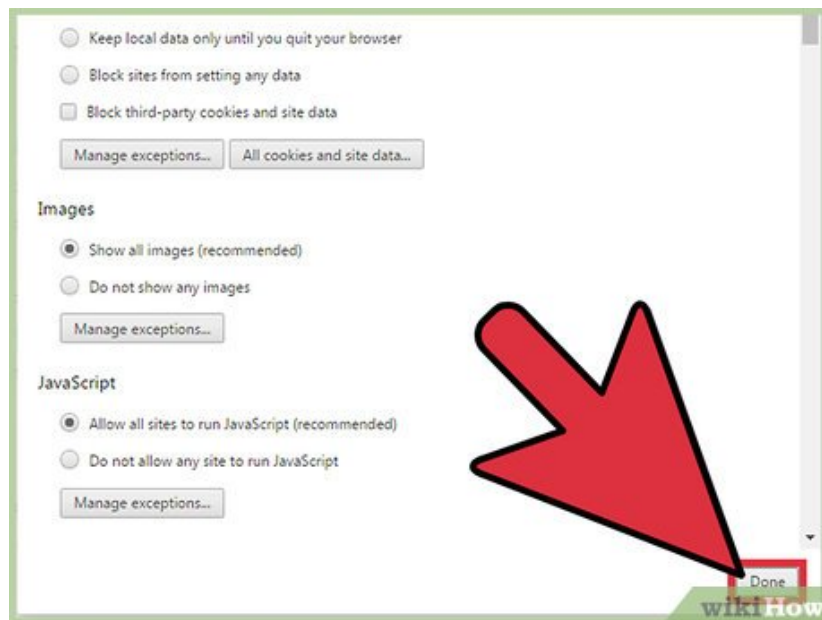 Keep local data only until you quit your browser
Block sites from setting any data
Block third-party cookies and site data
Manage exceptions... All cookies and site data...
Images
Show all images (recommended)
Do not show any images
Manage exceptions...
JavaScript
Allow all sites to run JavaScript (recommended)
Do not allow any site to run JavaScript
Manage exceptions...
Done
wikiHow